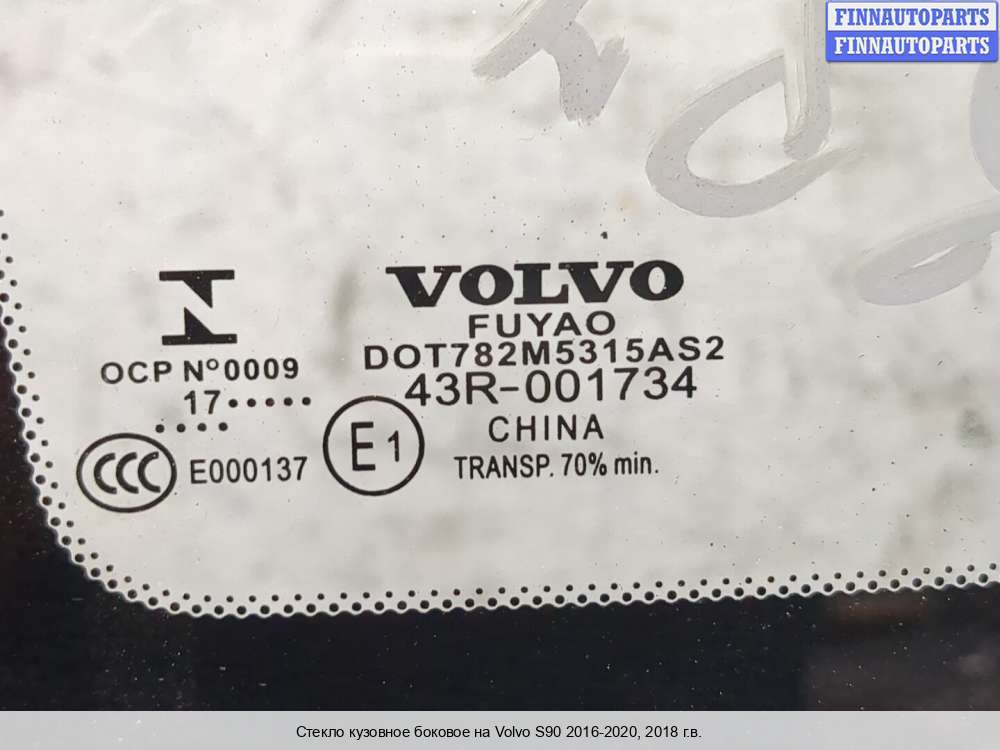 FINNAUTOPARTS
FINNAUTOPARTS
VOLVO
FUYAO
DOT782M5315AS2
43R-001734
CHINA
TRANSP. 70% min.
OCP Nº0009
17•••••
••••
CCC E000137
E1
Стекло кузовное боковое на Volvo S90 2016-2020, 2018 г.в.